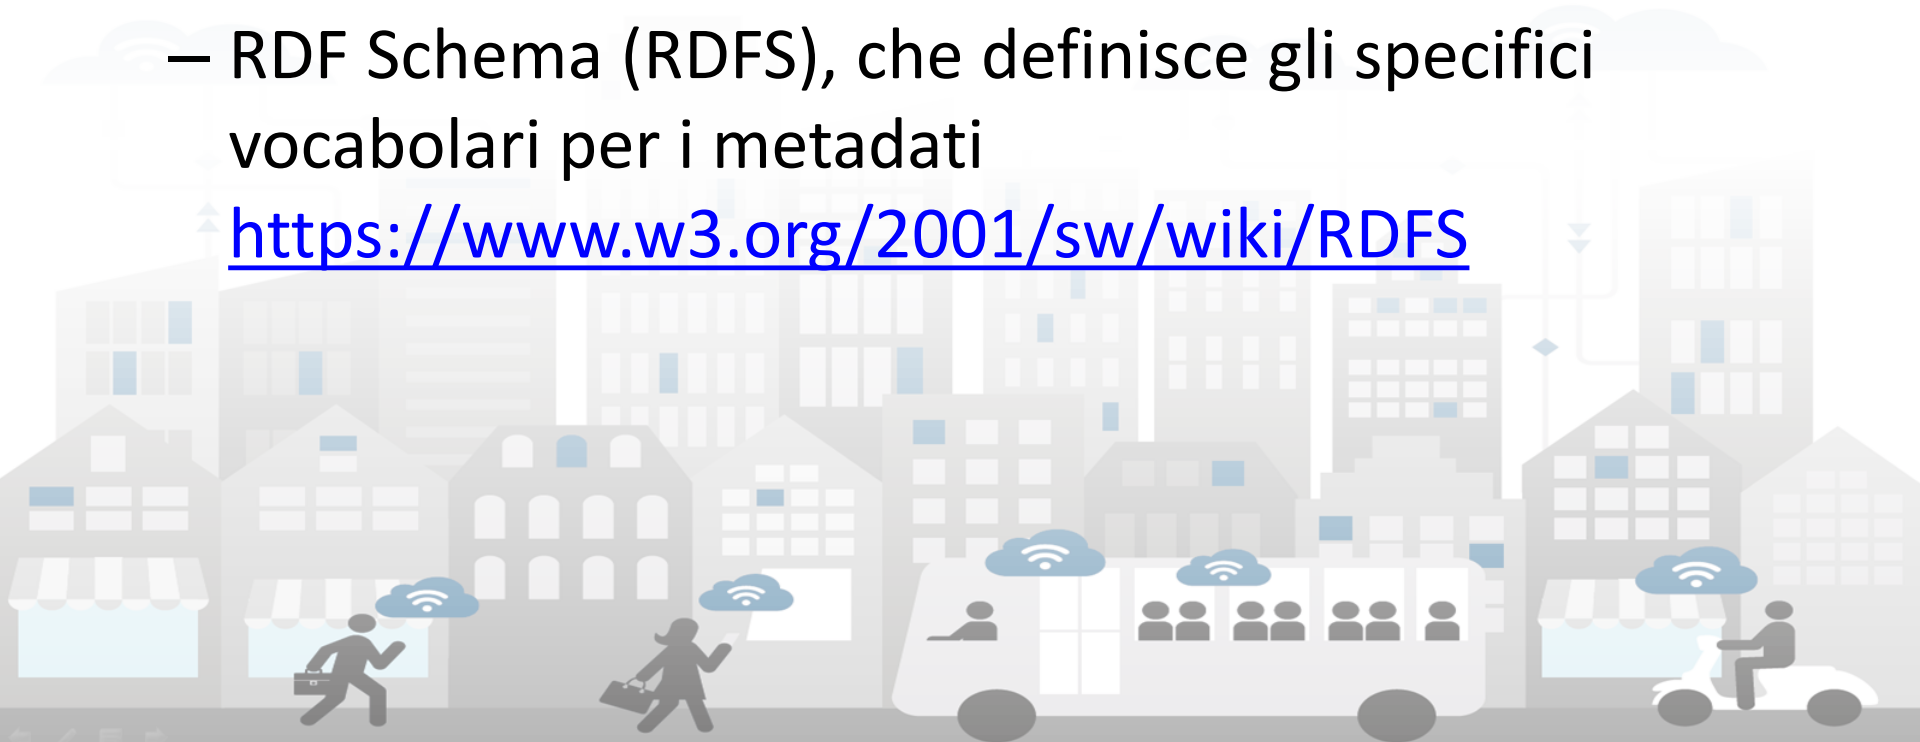 – RDF Schema (RDFS), che definisce gli specifici
vocabolari per i metadati
https://www.w3.org/2001/sw/wiki/RDFS